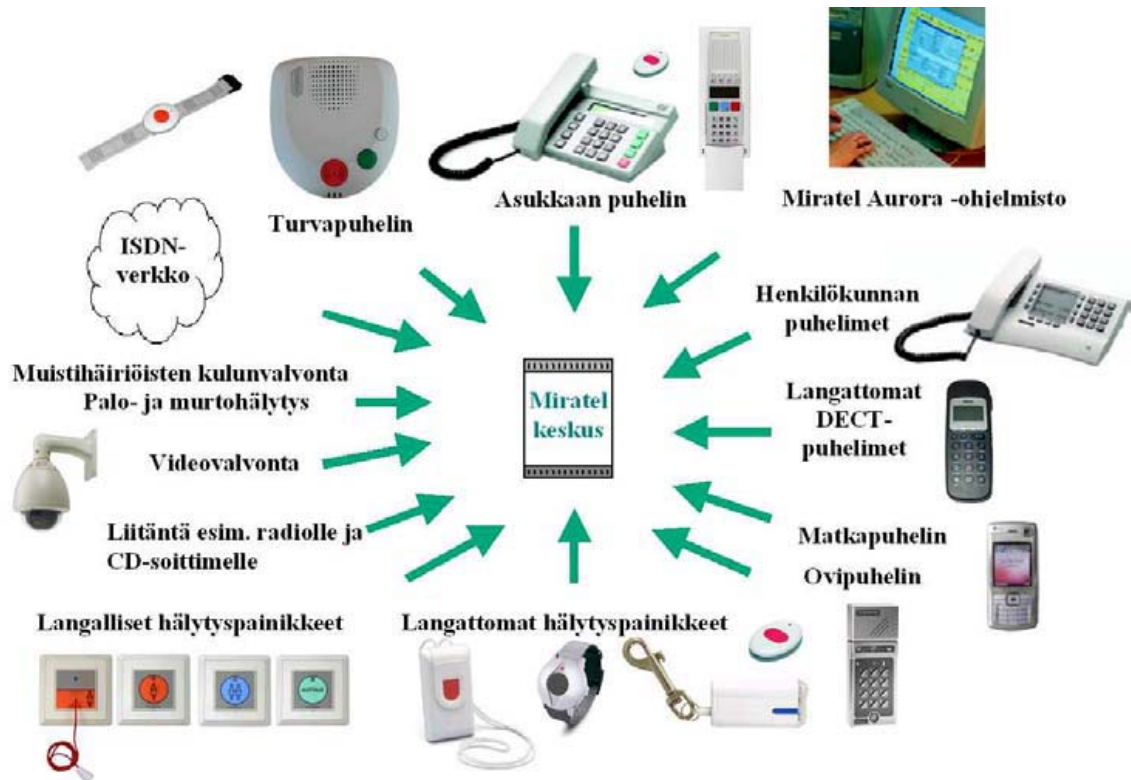 Turvapuhelin
Asukkaan puhelin
Miratel Aurora -ohjelmisto
ISDN-
verkko
Henkilökunnan
puhelimet
Muistihäiriöisten kulunvalvonta
Palo- ja murtohälytys
Miratel
keskus
Langattomat
DECT-
puhelimet
Videovalvonta
Liitäntä esim. radiolle ja
CD-soittimelle
Matkapuhelin
Ovipuhelin
Langalliset hälytyspainikkeet
Langattomat hälytyspainikkeet